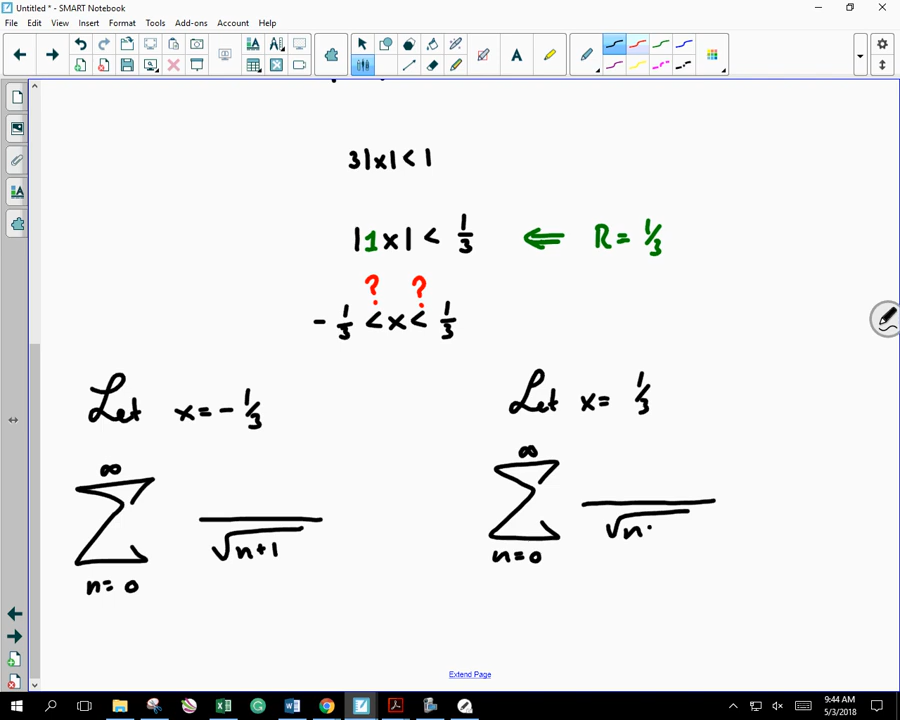 Untitled * - SMART Notebook
File Edit View Insert Format Tools Add-ons Account Help
3|x| < 1
|1x| < 1/3 ⇐ R = 1/3
? ?
- 1/3 < x < 1/3
Let x = - 1/3
Let x = 1/3
∞
∑
n = 0
√n+1
∞
∑
n = 0
√n
Extend Page
9:44 AM
5/3/2018